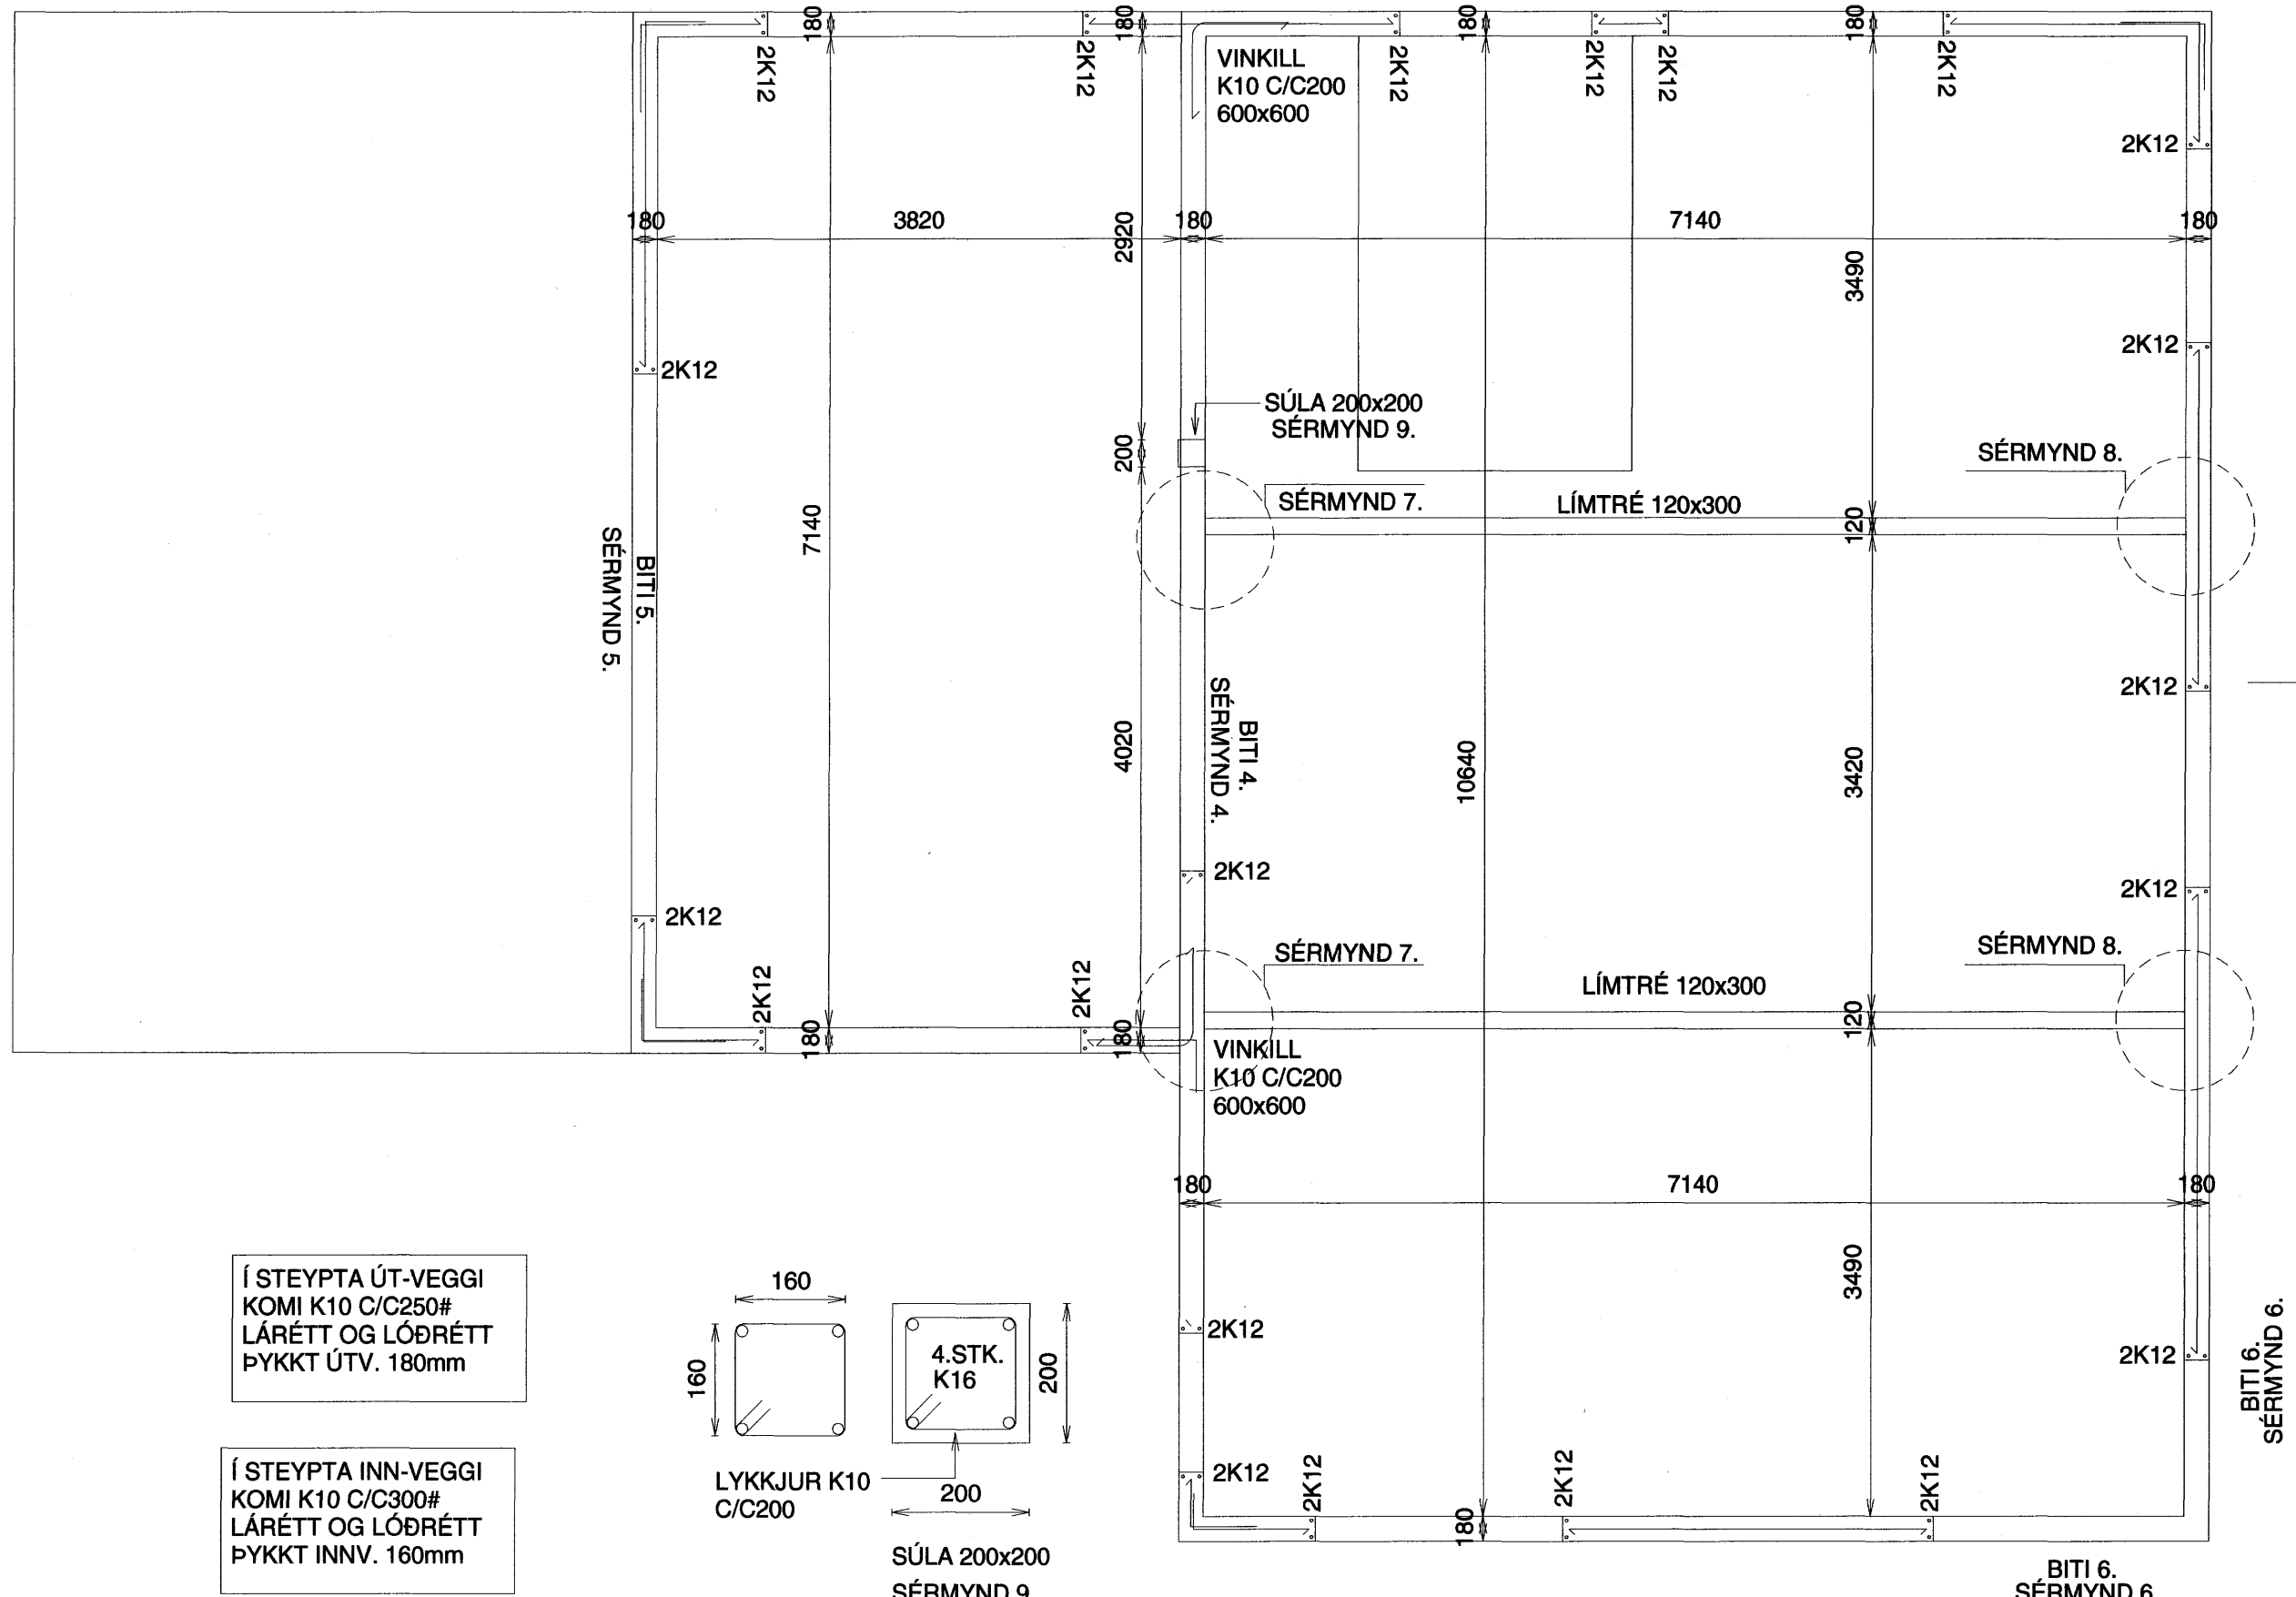 180
180
180
180
2K12
2K12
VINKILL
K10 C/C200
600x600
2K12
2K12
2K12
2K12
2K12
180
3820
180
7140
180
2920
3490
2K12
2K12
SÚLA 200x200
SÉRMYND 9.
200
SÉRMYND 7.
SÉRMYND 8.
LÍMTRÉ 120x300
120
7140
BITI 5.
SÉRMYND 5.
BITI 4.
SÉRMYND 4.
4020
10640
3420
2K12
2K12
2K12
2K12
SÉRMYND 7.
SÉRMYND 8.
LÍMTRÉ 120x300
2K12
2K12
180
180
120
VINKILL
K10 C/C200
600x600
180
7140
180
3490
Í STEYPTA ÚT-VEGGI
KOMI K10 C/C250#
LÁRÉTT OG LÓÐRÉTT
ÞYKKT ÚTV. 180mm
160
160
4.STK.
K16
200
2K12
2K12
BITI 6.
SÉRMYND 6.
Í STEYPTA INN-VEGGI
KOMI K10 C/C300#
LÁRÉTT OG LÓÐRÉTT
ÞYKKT INNV. 160mm
LYKKJUR K10
C/C200
200
2K12
2K12
2K12
2K12
180
SÚLA 200x200
SÉRMYND 9
BITI 6.
SÉRMYND 6